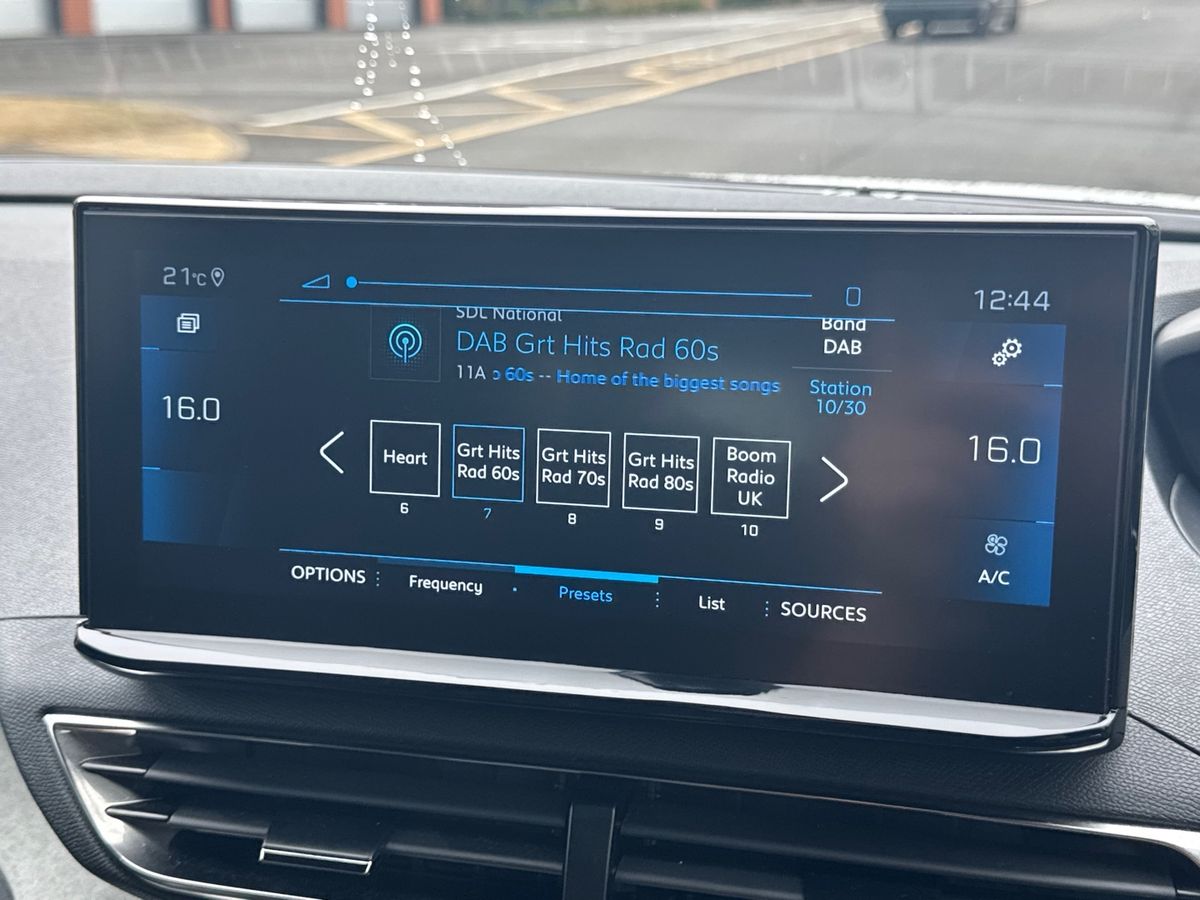 21°C
0
12:44
SDL National
DAB Grt Hits Rad 60s
11A o 60s -- Home of the biggest songs
Band
DAB
Station
10/30
16.0
16.0
Heart
6
Grt Hits
Rad 60s
7
Grt Hits
Rad 70s
8
Grt Hits
Rad 80s
9
Boom
Radio
UK
10
A/C
OPTIONS
Frequency
Presets
List
SOURCES